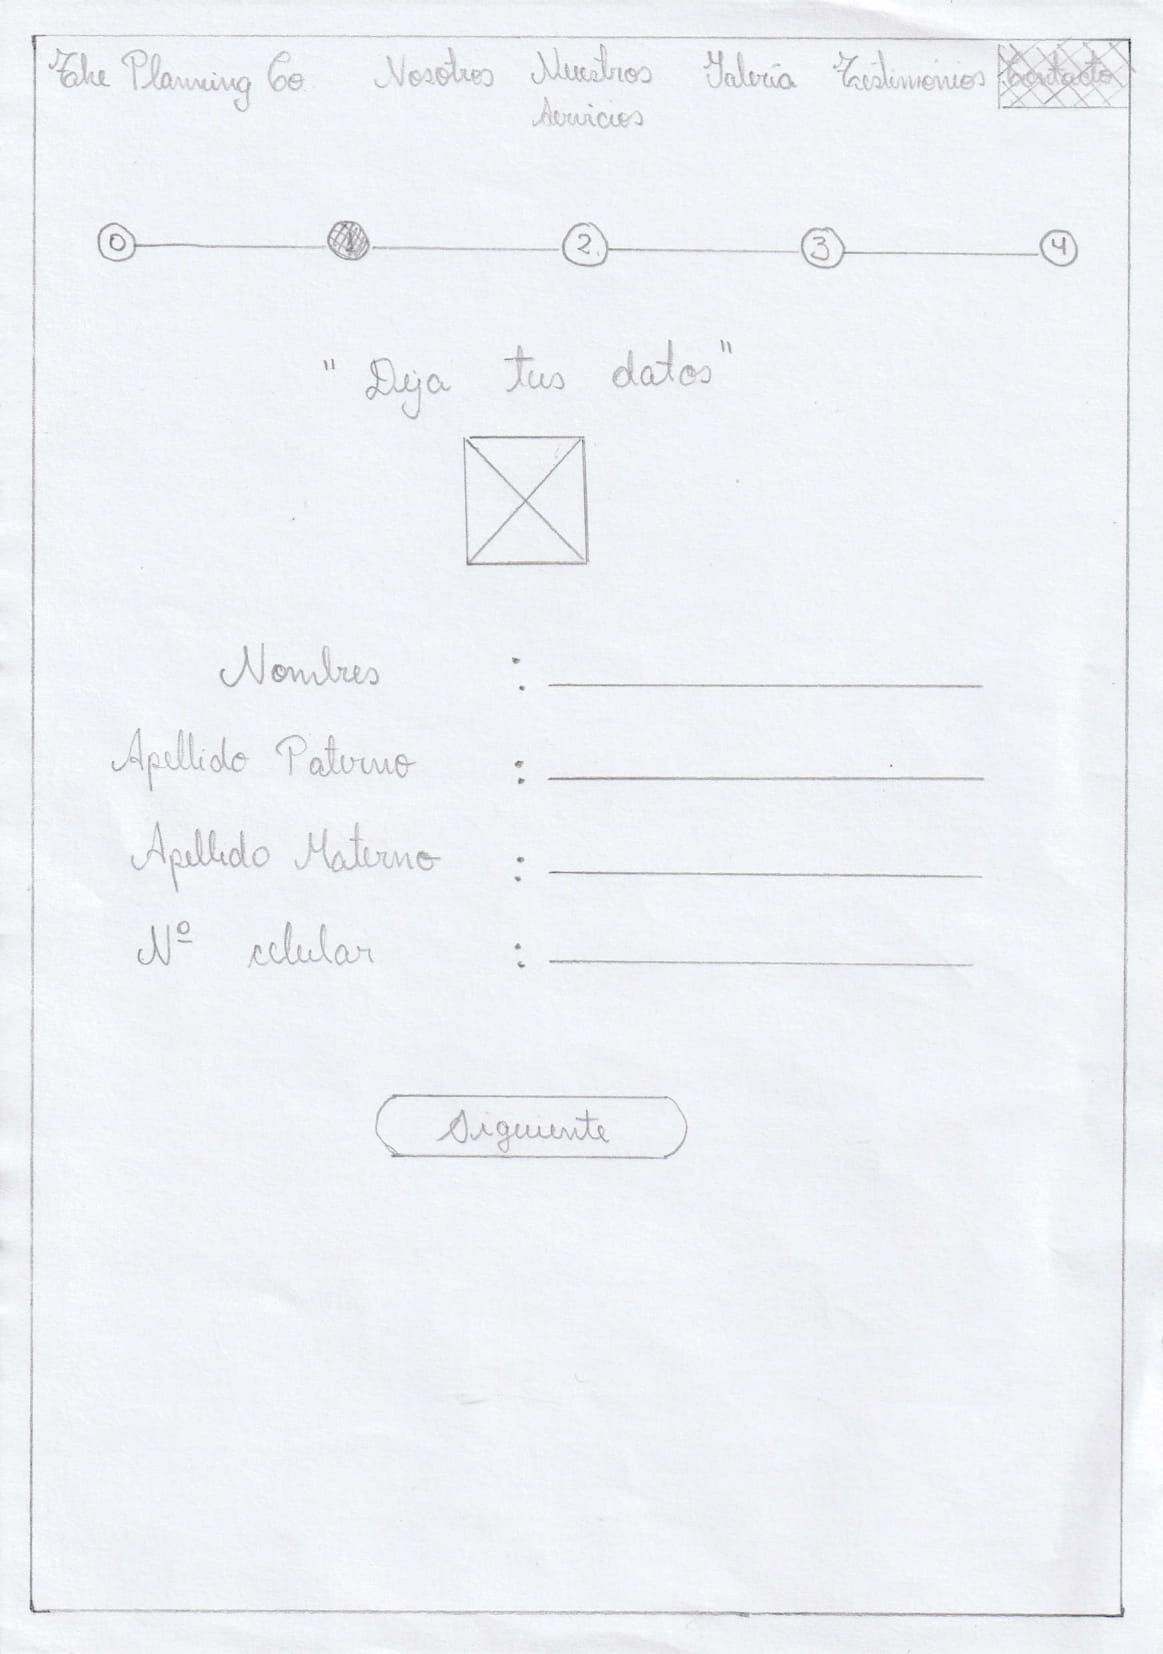 The Planning Co Nosotros Nuestros Servicios Galería Testimonios Contacto
0 1 2 3 4
"Deja tus datos"
Nombres :
Apellido Paterno :
Apellido Materno :
Nº celular :
Siguiente